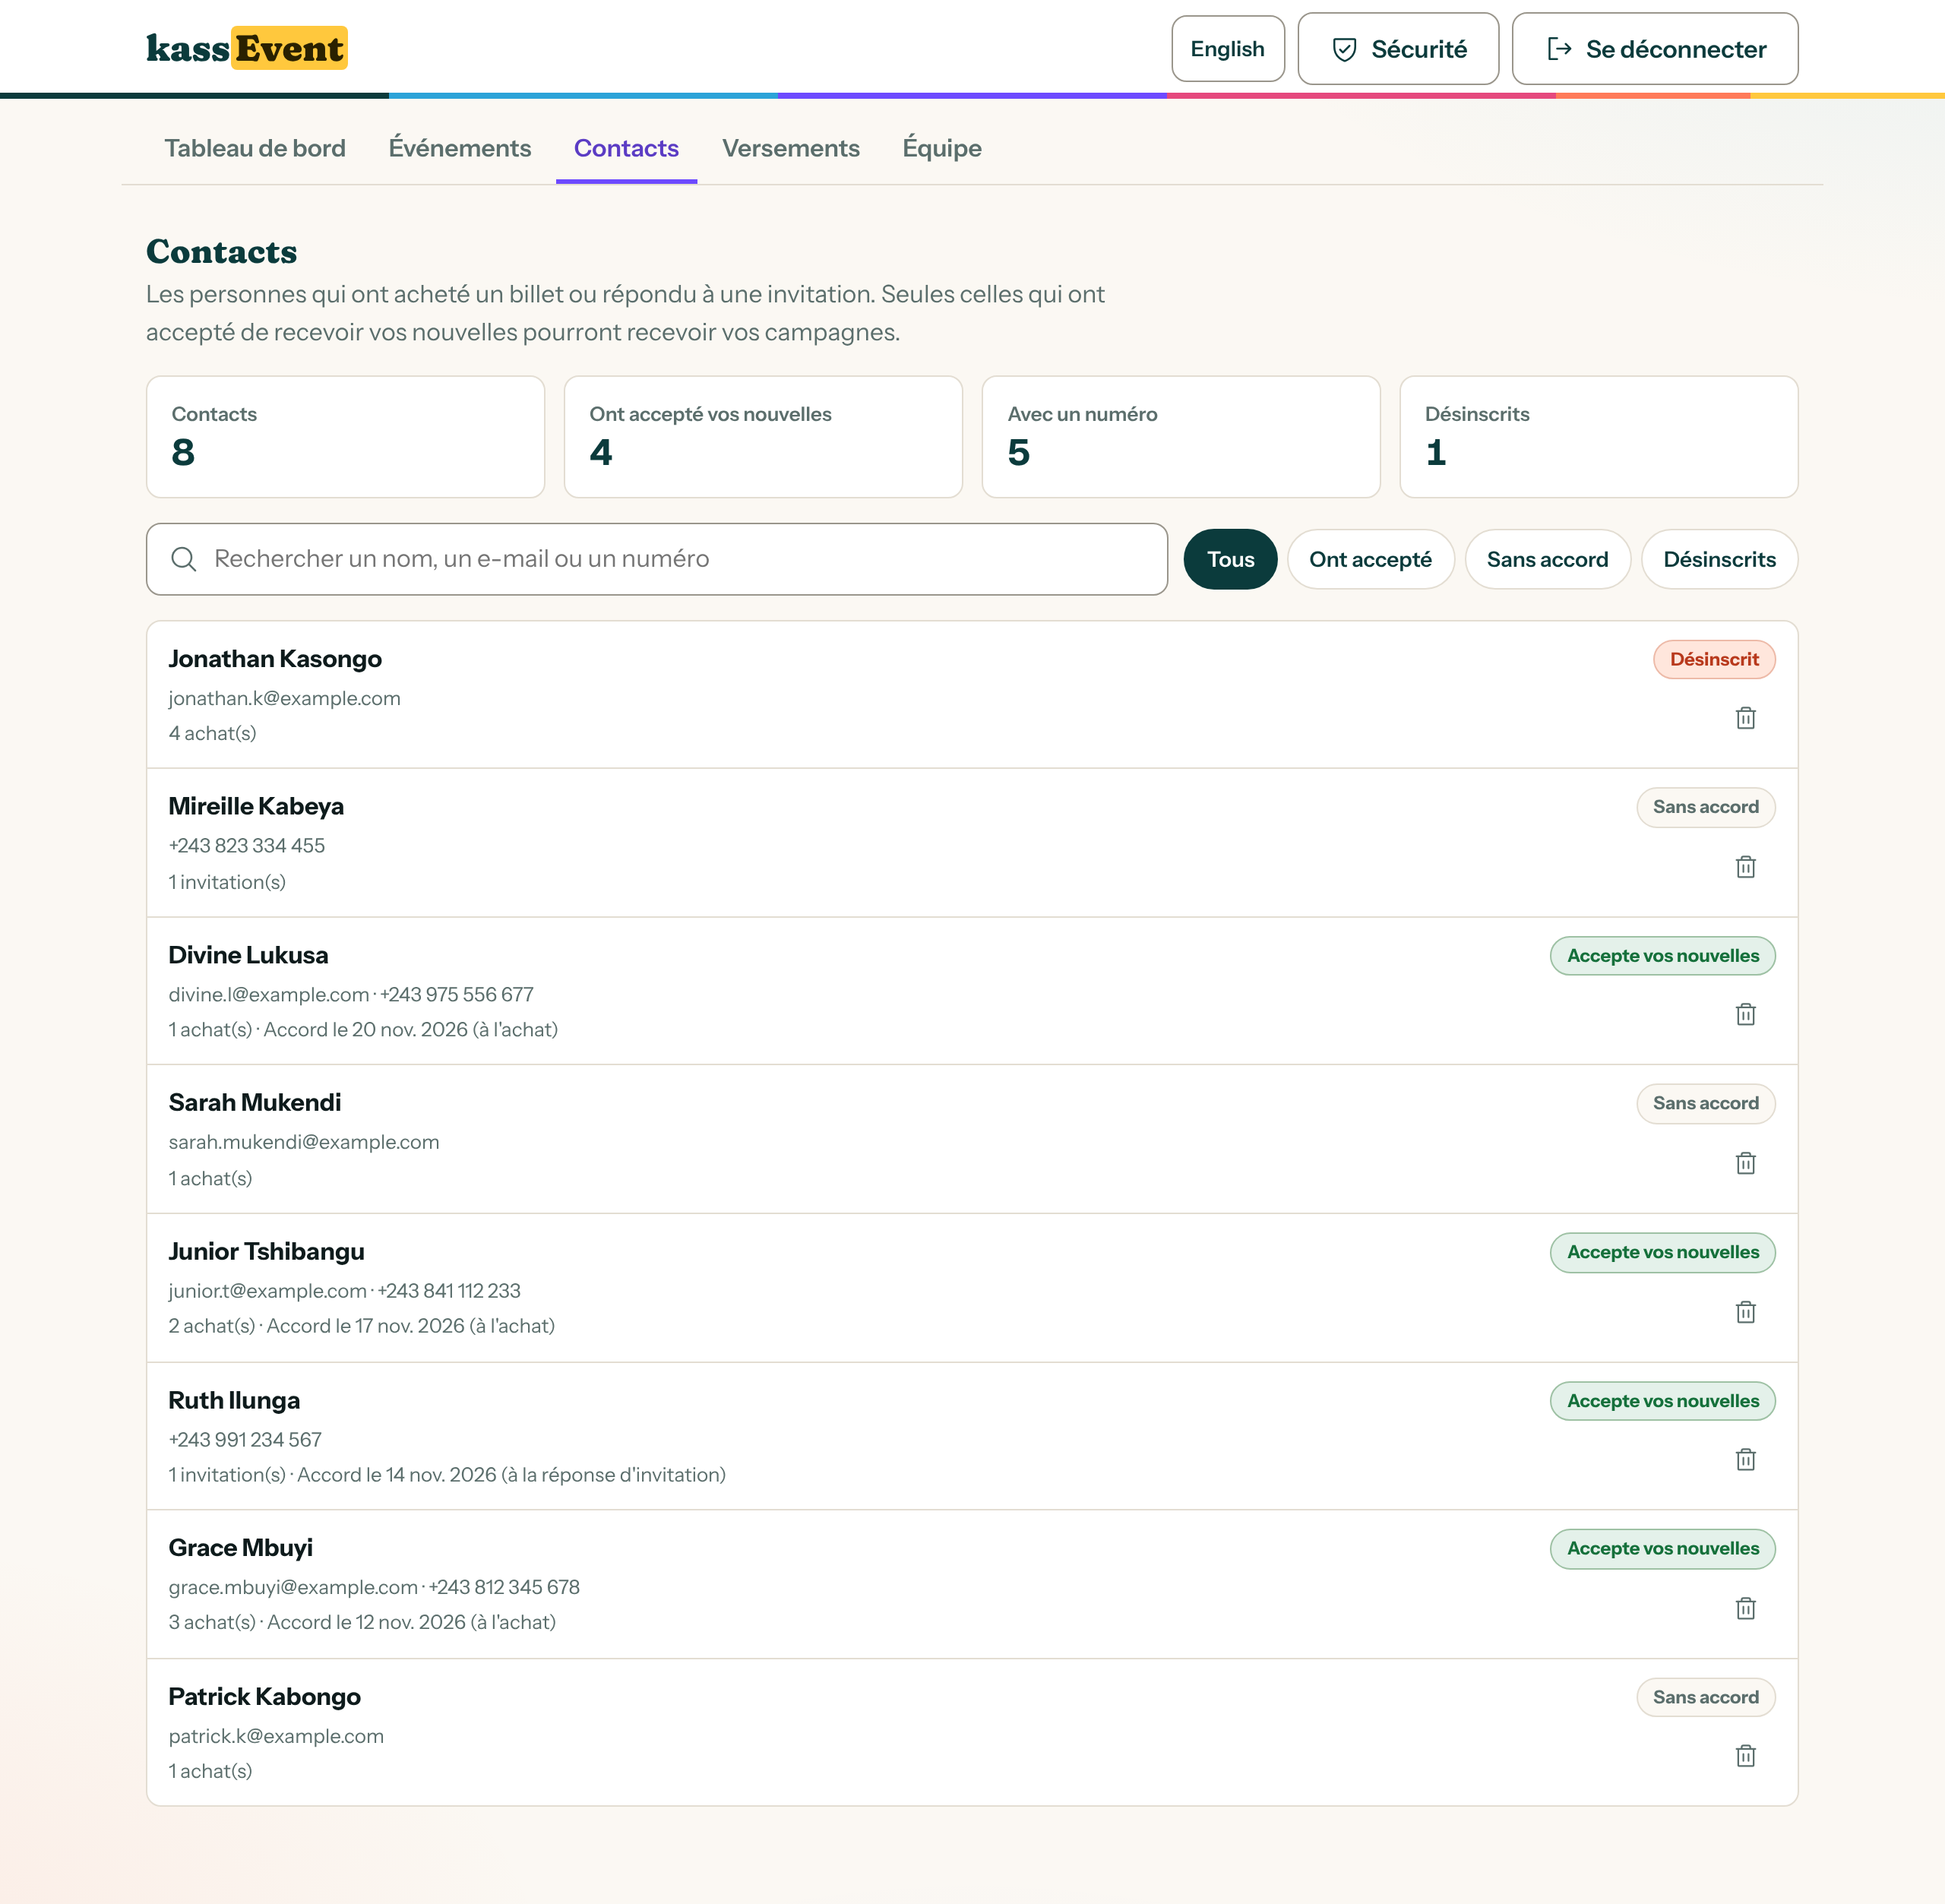 kassEvent
English
Sécurité
Se déconnecter
Tableau de bord
Événements
Contacts
Versements
Équipe
Contacts
Les personnes qui ont acheté un billet ou répondu à une invitation. Seules celles qui ont
accepté de recevoir vos nouvelles pourront recevoir vos campagnes.
Contacts
8
Ont accepté vos nouvelles
4
Avec un numéro
5
Désinscrits
1
Rechercher un nom, un e-mail ou un numéro
Tous
Ont accepté
Sans accord
Désinscrits
Jonathan Kasongo
Désinscrit
jonathan.k@example.com
4 achat(s)
Mireille Kabeya
Sans accord
+243 823 334 455
1 invitation(s)
Divine Lukusa
Accepte vos nouvelles
divine.l@example.com · +243 975 556 677
1 achat(s) · Accord le 20 nov. 2026 (à l'achat)
Sarah Mukendi
Sans accord
sarah.mukendi@example.com
1 achat(s)
Junior Tshibangu
Accepte vos nouvelles
junior.t@example.com · +243 841 112 233
2 achat(s) · Accord le 17 nov. 2026 (à l'achat)
Ruth Ilunga
Accepte vos nouvelles
+243 991 234 567
1 invitation(s) · Accord le 14 nov. 2026 (à la réponse d'invitation)
Grace Mbuyi
Accepte vos nouvelles
grace.mbuyi@example.com · +243 812 345 678
3 achat(s) · Accord le 12 nov. 2026 (à l'achat)
Patrick Kabongo
Sans accord
patrick.k@example.com
1 achat(s)